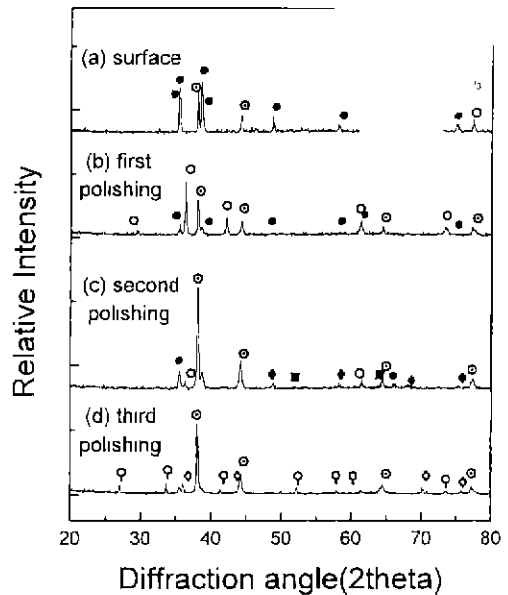 (a) surface
(b) first
polishing
(c) second
polishing
(d) third
polishing
Relative Intensity
20 30 40 50 60 70 80
Diffraction angle(2theta)